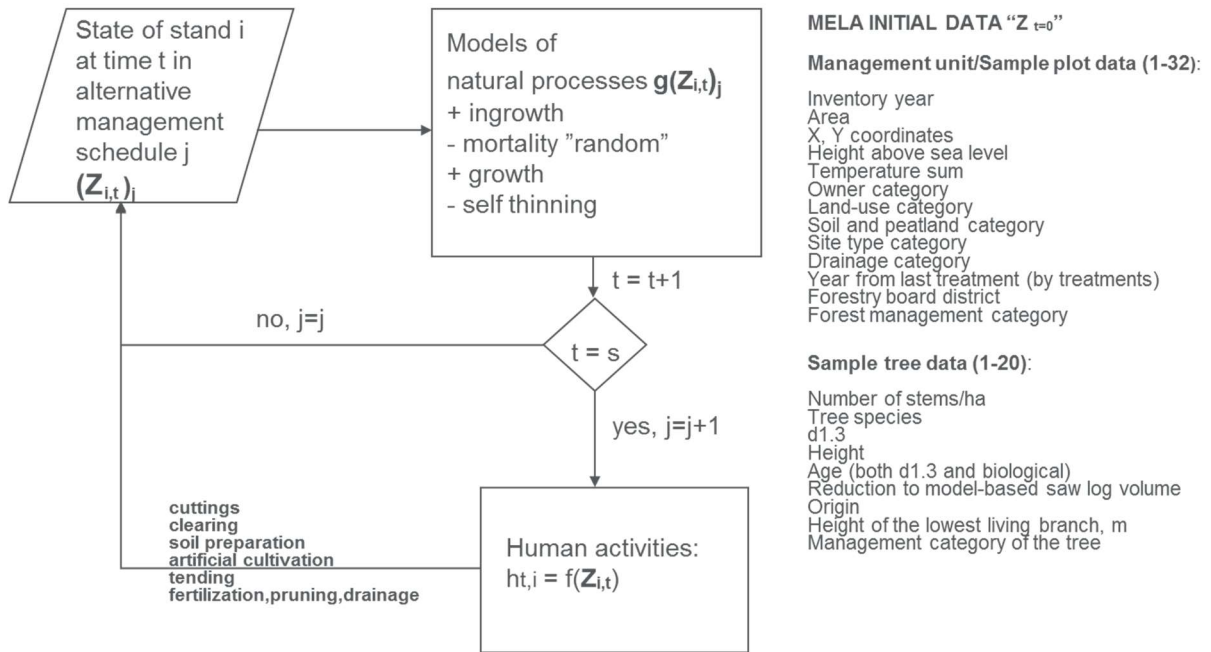 State of stand i
at time t in
alternative
management
schedule j
(Zi,t)j
Models of
natural processes g(Zi,t)j
+ ingrowth
- mortality ”random”
+ growth
- self thinning
t = t+1
no, j=j
t = s
yes, j=j+1
cuttings
clearing
soil preparation
artificial cultivation
tending
fertilization,pruning,drainage
Human activities:
ht,i = f(Zi,t)
MELA INITIAL DATA “Z t=0”
Management unit/Sample plot data (1-32):
Inventory year
Area
X, Y coordinates
Height above sea level
Temperature sum
Owner category
Land-use category
Soil and peatland category
Site type category
Drainage category
Year from last treatment (by treatments)
Forestry board district
Forest management category
Sample tree data (1-20):
Number of stems/ha
Tree species
d1.3
Height
Age (both d1.3 and biological)
Reduction to model-based saw log volume
Origin
Height of the lowest living branch, m
Management category of the tree